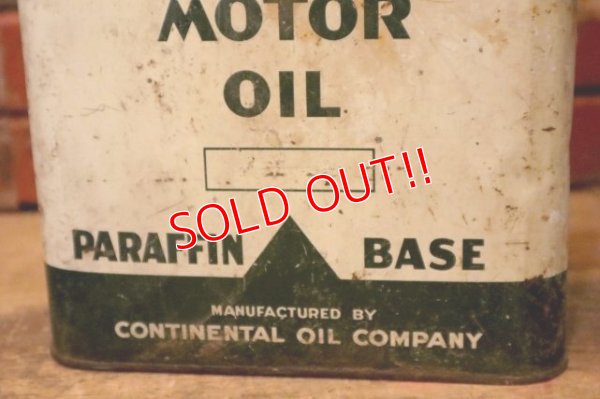 MOTOR
OIL
SOLD OUT!!
PARAFFIN BASE
MANUFACTURED BY
CONTINENTAL OIL COMPANY